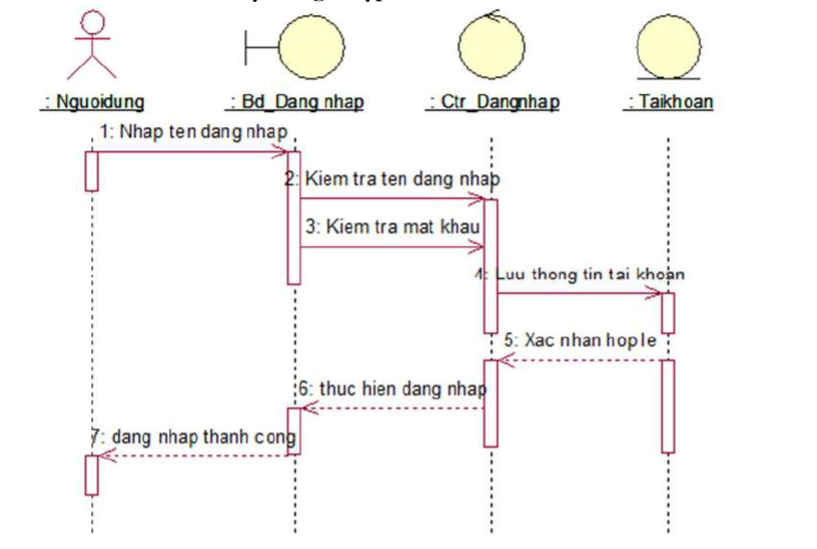 : Nguoidung
: Bd_Dang nhap
: Ctr_Dangnhap
: Taikhoan
1: Nhap ten dang nhap
2: Kiem tra ten dang nhap
3: Kiem tra mat khau
4: Luu thong tin tai khoan
5: Xac nhan hop le
6: thuc hien dang nhap
7: dang nhap thanh cong